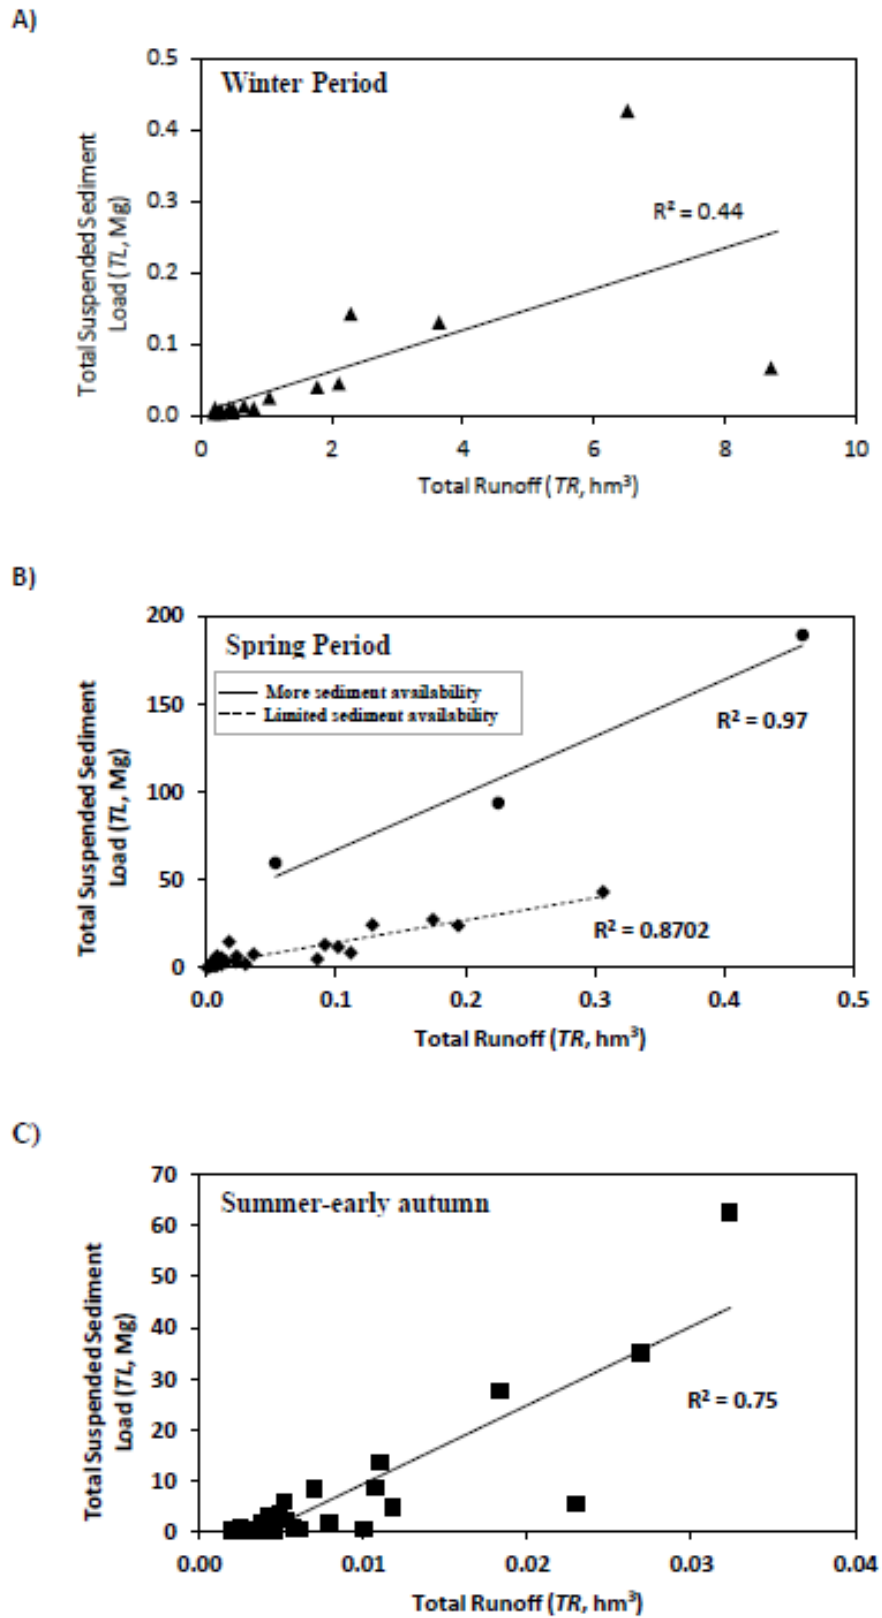 A)
Winter Period
0.5
0.4
0.3
0.2
0.1
0.0
Total Suspended Sediment
Load (TL, Mg)
R² = 0.44
0 2 4 6 8 10
Total Runoff (TR, hm³)
B)
Spring Period
More sediment availability
Limited sediment availability
200
150
100
50
0
Total Suspended Sediment
Load (TL, Mg)
R² = 0.97
R² = 0.8702
0.0 0.1 0.2 0.3 0.4 0.5
Total Runoff (TR, hm³)
C)
Summer-early autumn
70
60
50
40
30
20
10
0
Total Suspended Sediment
Load (TL, Mg)
R² = 0.75
0.00 0.01 0.02 0.03 0.04
Total Runoff (TR, hm³)